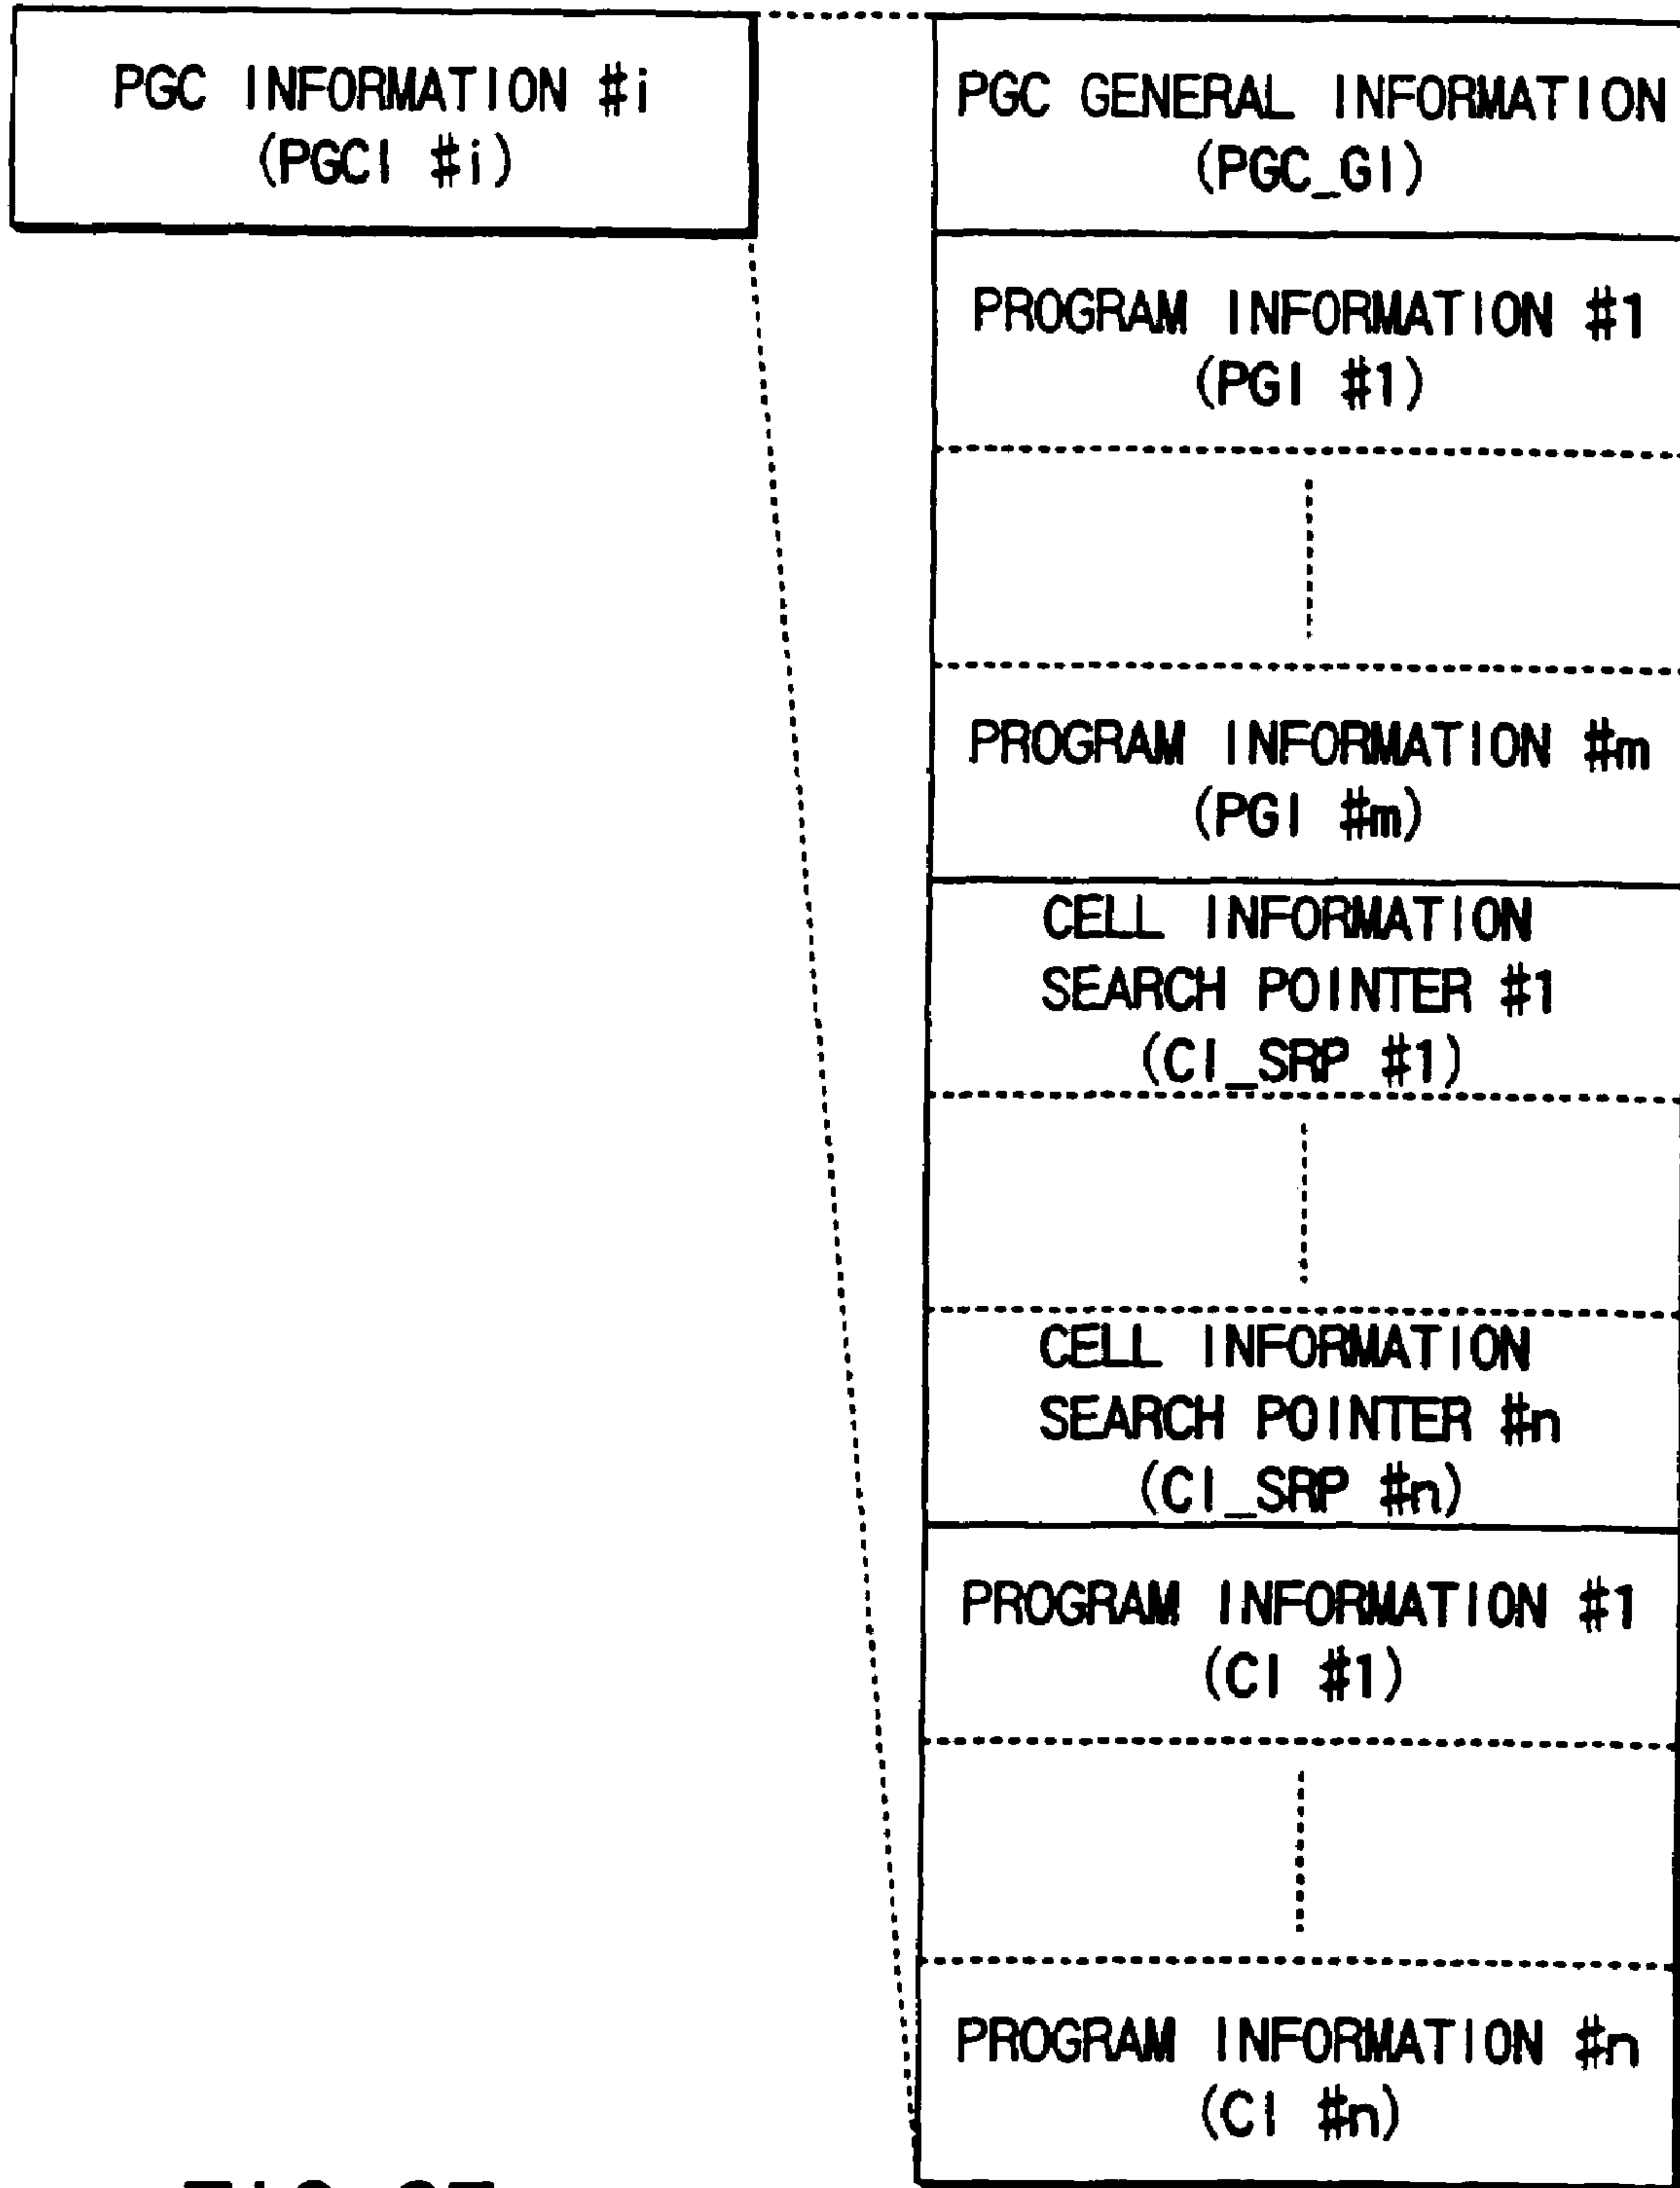 PGC INFORMATION #i
(PGCI #i)
PGC GENERAL INFORMATION
(PGC_GI)
PROGRAM INFORMATION #1
(PGI #1)
PROGRAM INFORMATION #m
(PGI #m)
CELL INFORMATION
SEARCH POINTER #1
(CI_SRP #1)
CELL INFORMATION
SEARCH POINTER #n
(CI_SRP #n)
PROGRAM INFORMATION #1
(CI #1)
PROGRAM INFORMATION #n
(CI #n)